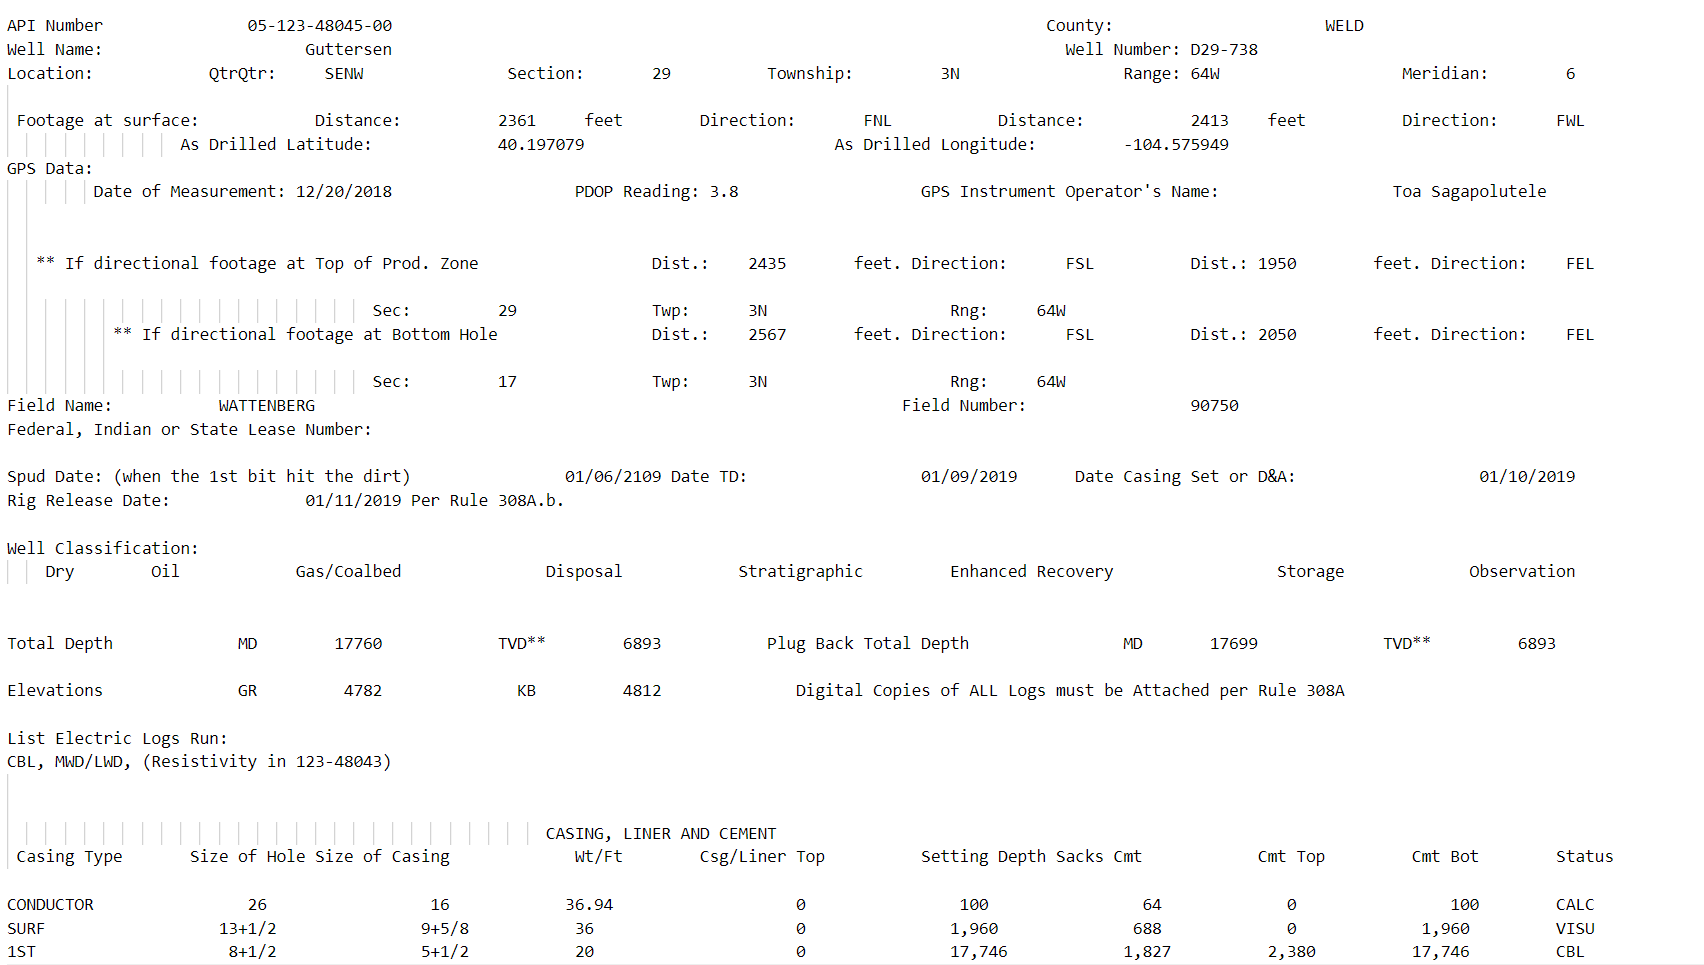 API Number 05-123-48045-00 County: WELD
Well Name: Guttersen Well Number: D29-738
Location: QtrQtr: SENW Section: 29 Township: 3N Range: 64W Meridian: 6
Footage at surface: Distance: 2361 feet Direction: FNL Distance: 2413 feet Direction: FWL
As Drilled Latitude: 40.197079 As Drilled Longitude: -104.575949
GPS Data:
Date of Measurement: 12/20/2018 PDOP Reading: 3.8 GPS Instrument Operator's Name: Toa Sagapolutele
** If directional footage at Top of Prod. Zone Dist.: 2435 feet. Direction: FSL Dist.: 1950 feet. Direction: FEL
Sec: 29 Twp: 3N Rng: 64W
** If directional footage at Bottom Hole Dist.: 2567 feet. Direction: FSL Dist.: 2050 feet. Direction: FEL
Sec: 17 Twp: 3N Rng: 64W
Field Name: WATTENBERG Field Number: 90750
Federal, Indian or State Lease Number:
Spud Date: (when the 1st bit hit the dirt) 01/06/2109 Date TD: 01/09/2019 Date Casing Set or D&A: 01/10/2019
Rig Release Date: 01/11/2019 Per Rule 308A.b.
Well Classification:
Dry Oil Gas/Coalbed Disposal Stratigraphic Enhanced Recovery Storage Observation
Total Depth MD 17760 TVD** 6893 Plug Back Total Depth MD 17699 TVD** 6893
Elevations GR 4782 KB 4812 Digital Copies of ALL Logs must be Attached per Rule 308A
List Electric Logs Run:
CBL, MWD/LWD, (Resistivity in 123-48043)
CASING, LINER AND CEMENT
Casing Type Size of Hole Size of Casing Wt/Ft Csg/Liner Top Setting Depth Sacks Cmt Cmt Top Cmt Bot Status
CONDUCTOR 26 16 36.94 0 100 64 0 100 CALC
SURF 13+1/2 9+5/8 36 0 1,960 688 0 1,960 VISU
1ST 8+1/2 5+1/2 20 0 17,746 1,827 2,380 17,746 CBL